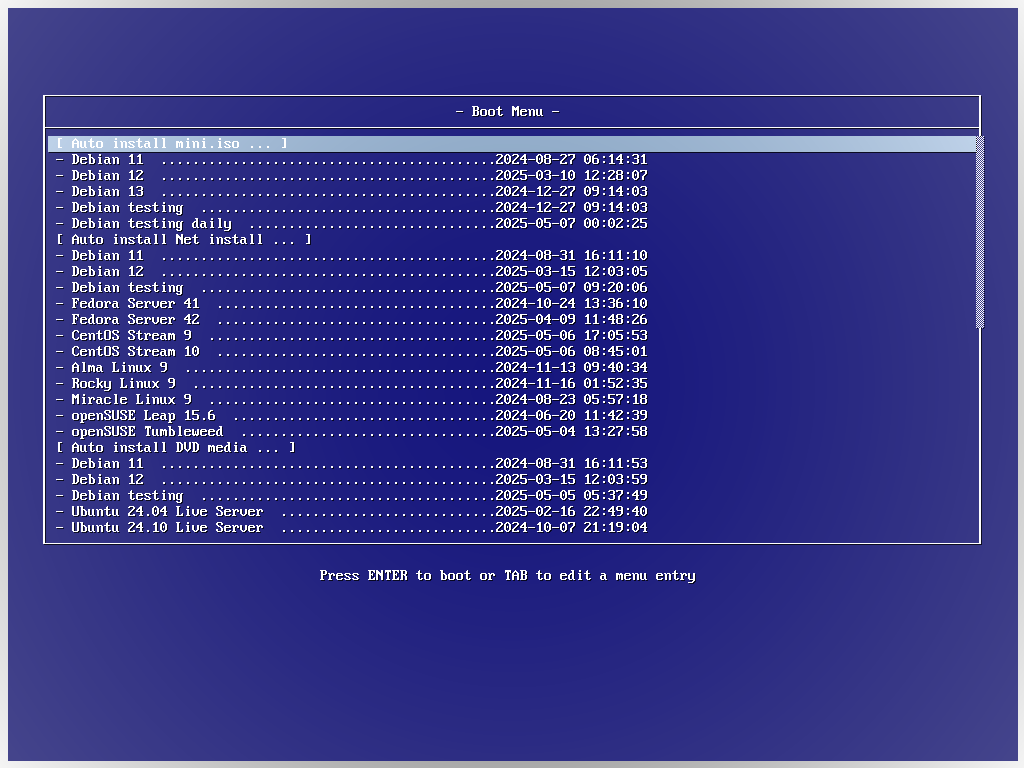 - Boot Menu -
[ Auto install mini.iso ... ]
- Debian 11  ..........................................2024-08-27 06:14:31
- Debian 12  ..........................................2025-03-10 12:28:07
- Debian 13  ..........................................2024-12-27 09:14:03
- Debian testing  .....................................2024-12-27 09:14:03
- Debian testing daily  ...............................2025-05-07 00:02:25
[ Auto install Net install ... ]
- Debian 11  ..........................................2024-08-31 16:11:10
- Debian 12  ..........................................2025-03-15 12:03:05
- Debian testing  .....................................2025-05-07 09:20:06
- Fedora Server 41  ...................................2024-10-24 13:36:10
- Fedora Server 42  ...................................2025-04-09 11:48:26
- CentOS Stream 9  ....................................2025-05-06 17:05:53
- CentOS Stream 10  ...................................2025-05-06 08:45:01
- Alma Linux 9  .......................................2024-11-13 09:40:34
- Rocky Linux 9  ......................................2024-11-16 01:52:35
- Miracle Linux 9  ....................................2024-08-23 05:57:18
- openSUSE Leap 15.6  .................................2024-06-20 11:42:39
- openSUSE Tumbleweed  ................................2025-05-04 13:27:58
[ Auto install DVD media ... ]
- Debian 11  ..........................................2024-08-31 16:11:53
- Debian 12  ..........................................2025-03-15 12:03:59
- Debian testing  .....................................2025-05-05 05:37:49
- Ubuntu 24.04 Live Server  ...........................2025-02-16 22:49:40
- Ubuntu 24.10 Live Server  ...........................2024-10-07 21:19:04
Press ENTER to boot or TAB to edit a menu entry